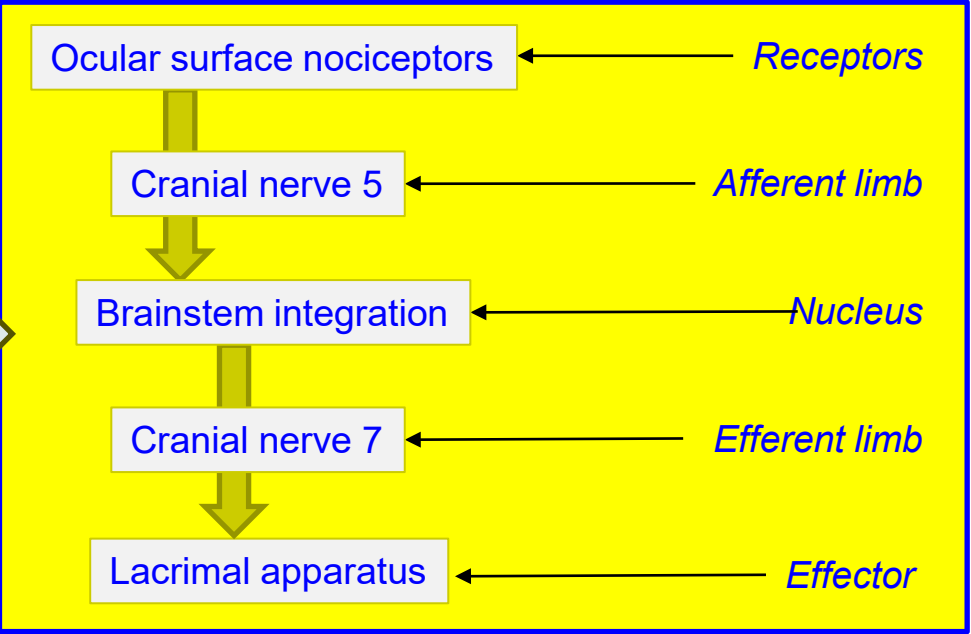 Ocular surface nociceptors Receptors
Cranial nerve 5 Afferent limb
Brainstem integration Nucleus
Cranial nerve 7 Efferent limb
Lacrimal apparatus Effector